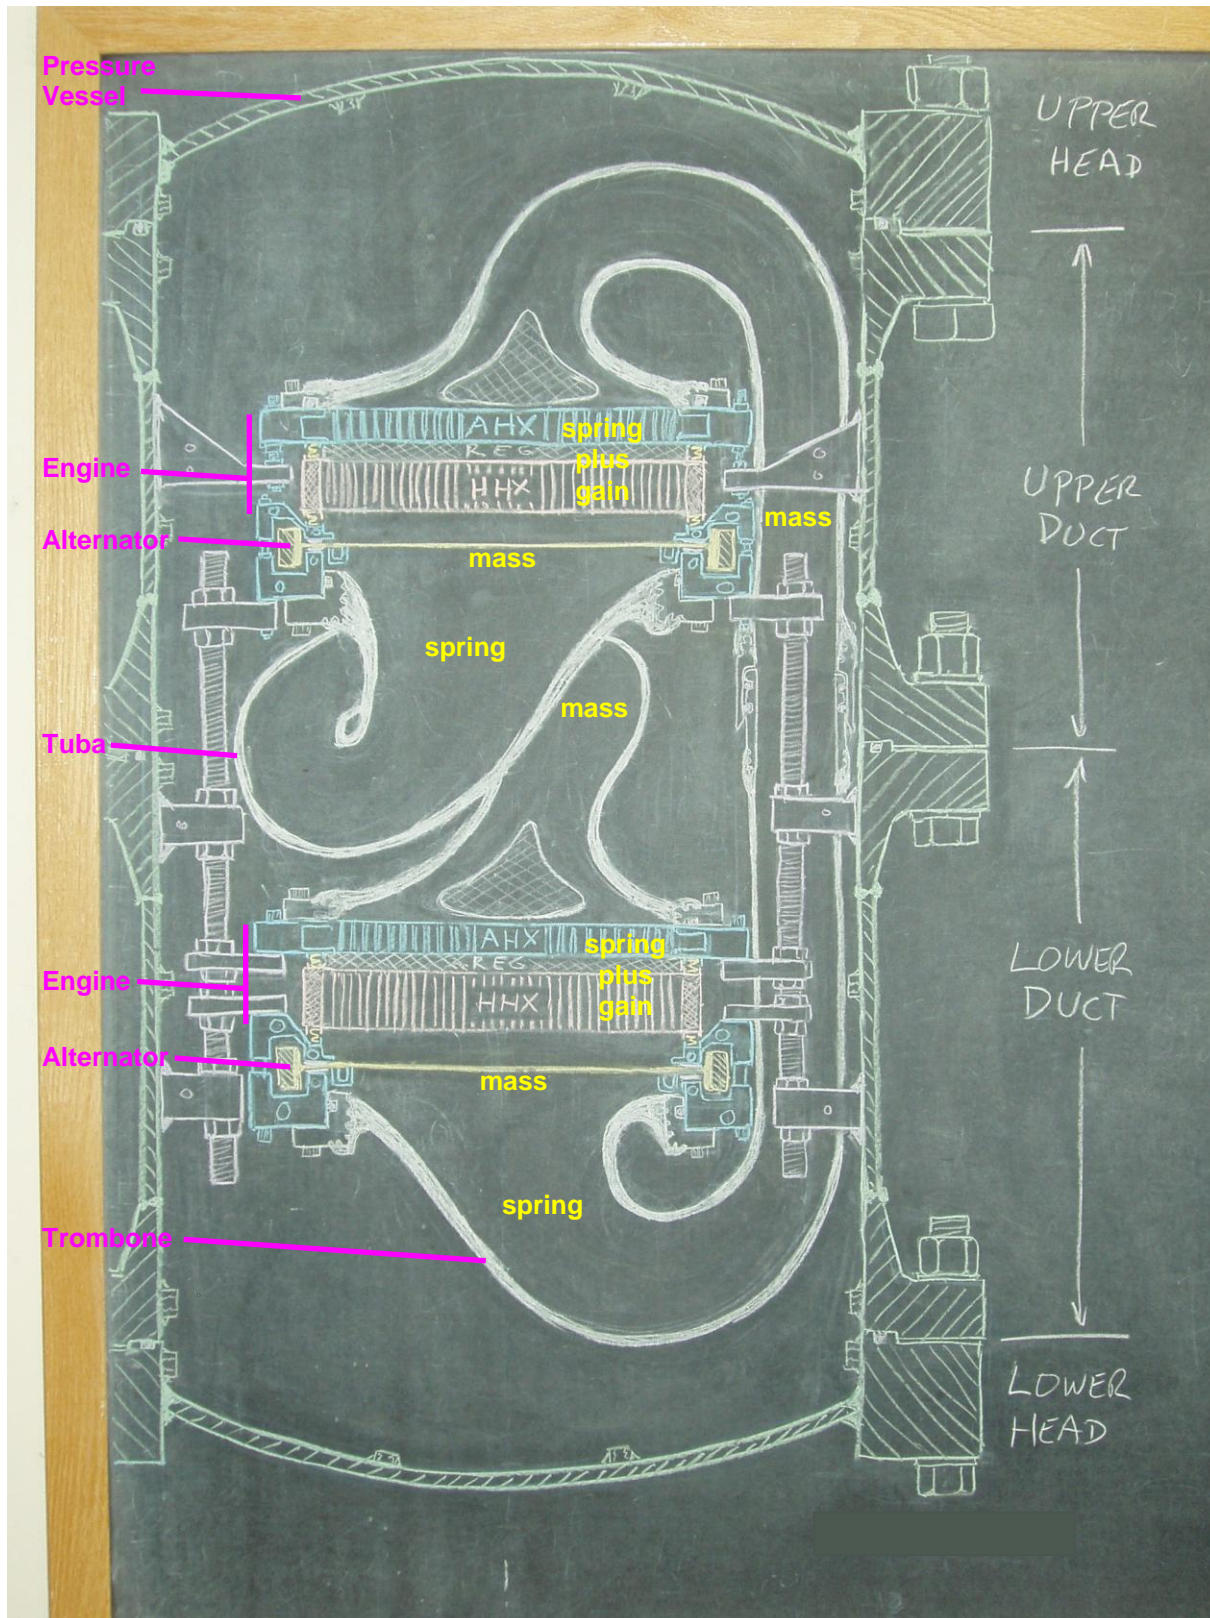 Pressure
Vessel
UPPER
HEAD
AHX
spring
REG
plus
Engine
HHX
gain
UPPER
DUCT
mass
Alternator
mass
spring
mass
Tuba
AHX
spring
REG
plus
Engine
HHX
gain
LOWER
DUCT
Alternator
mass
spring
Trombone
LOWER
HEAD